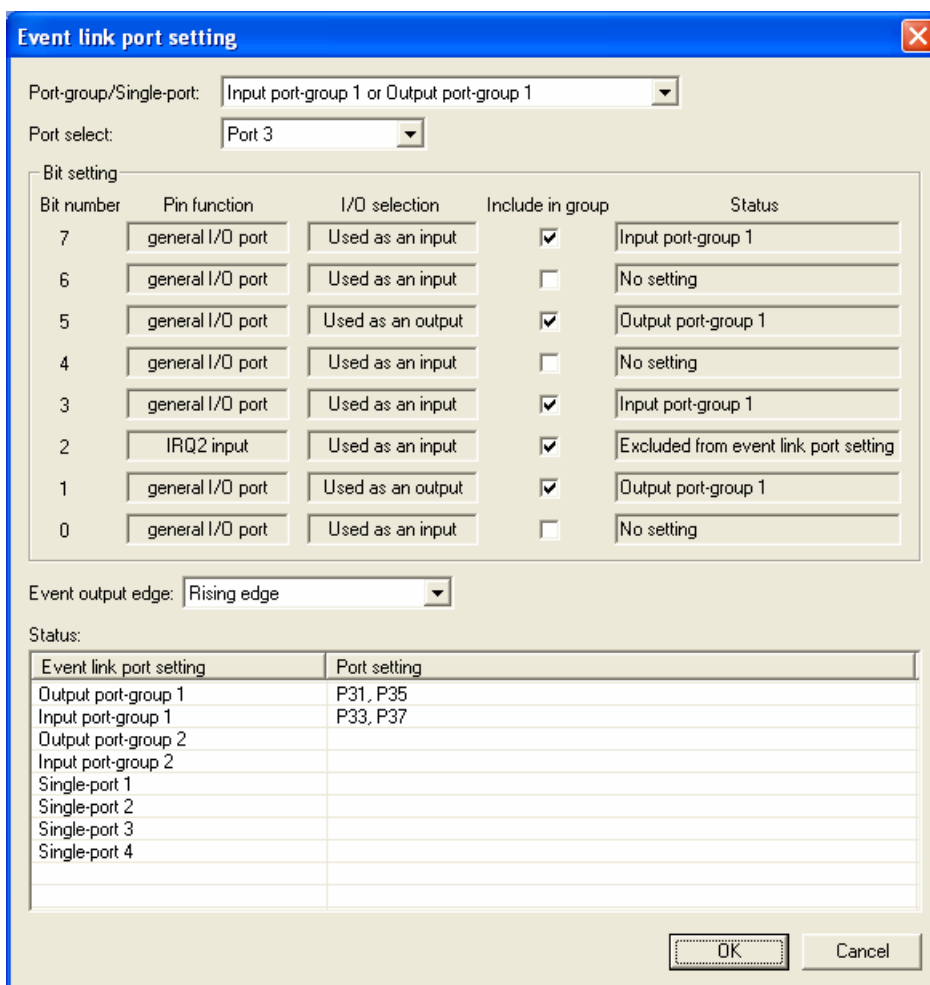 Event link port setting
Port-group/Single-port: Input port-group 1 or Output port-group 1
Port select: Port 3
Bit setting
Bit number Pin function I/O selection Include in group Status
7 general I/O port Used as an input Input port-group 1
6 general I/O port Used as an input No setting
5 general I/O port Used as an output Output port-group 1
4 general I/O port Used as an input No setting
3 general I/O port Used as an input Input port-group 1
2 IRQ2 input Used as an input Excluded from event link port setting
1 general I/O port Used as an output Output port-group 1
0 general I/O port Used as an input No setting
Event output edge: Rising edge
Status:
Event link port setting Port setting
Output port-group 1 P31, P35
Input port-group 1 P33, P37
Output port-group 2
Input port-group 2
Single-port 1
Single-port 2
Single-port 3
Single-port 4
OK Cancel